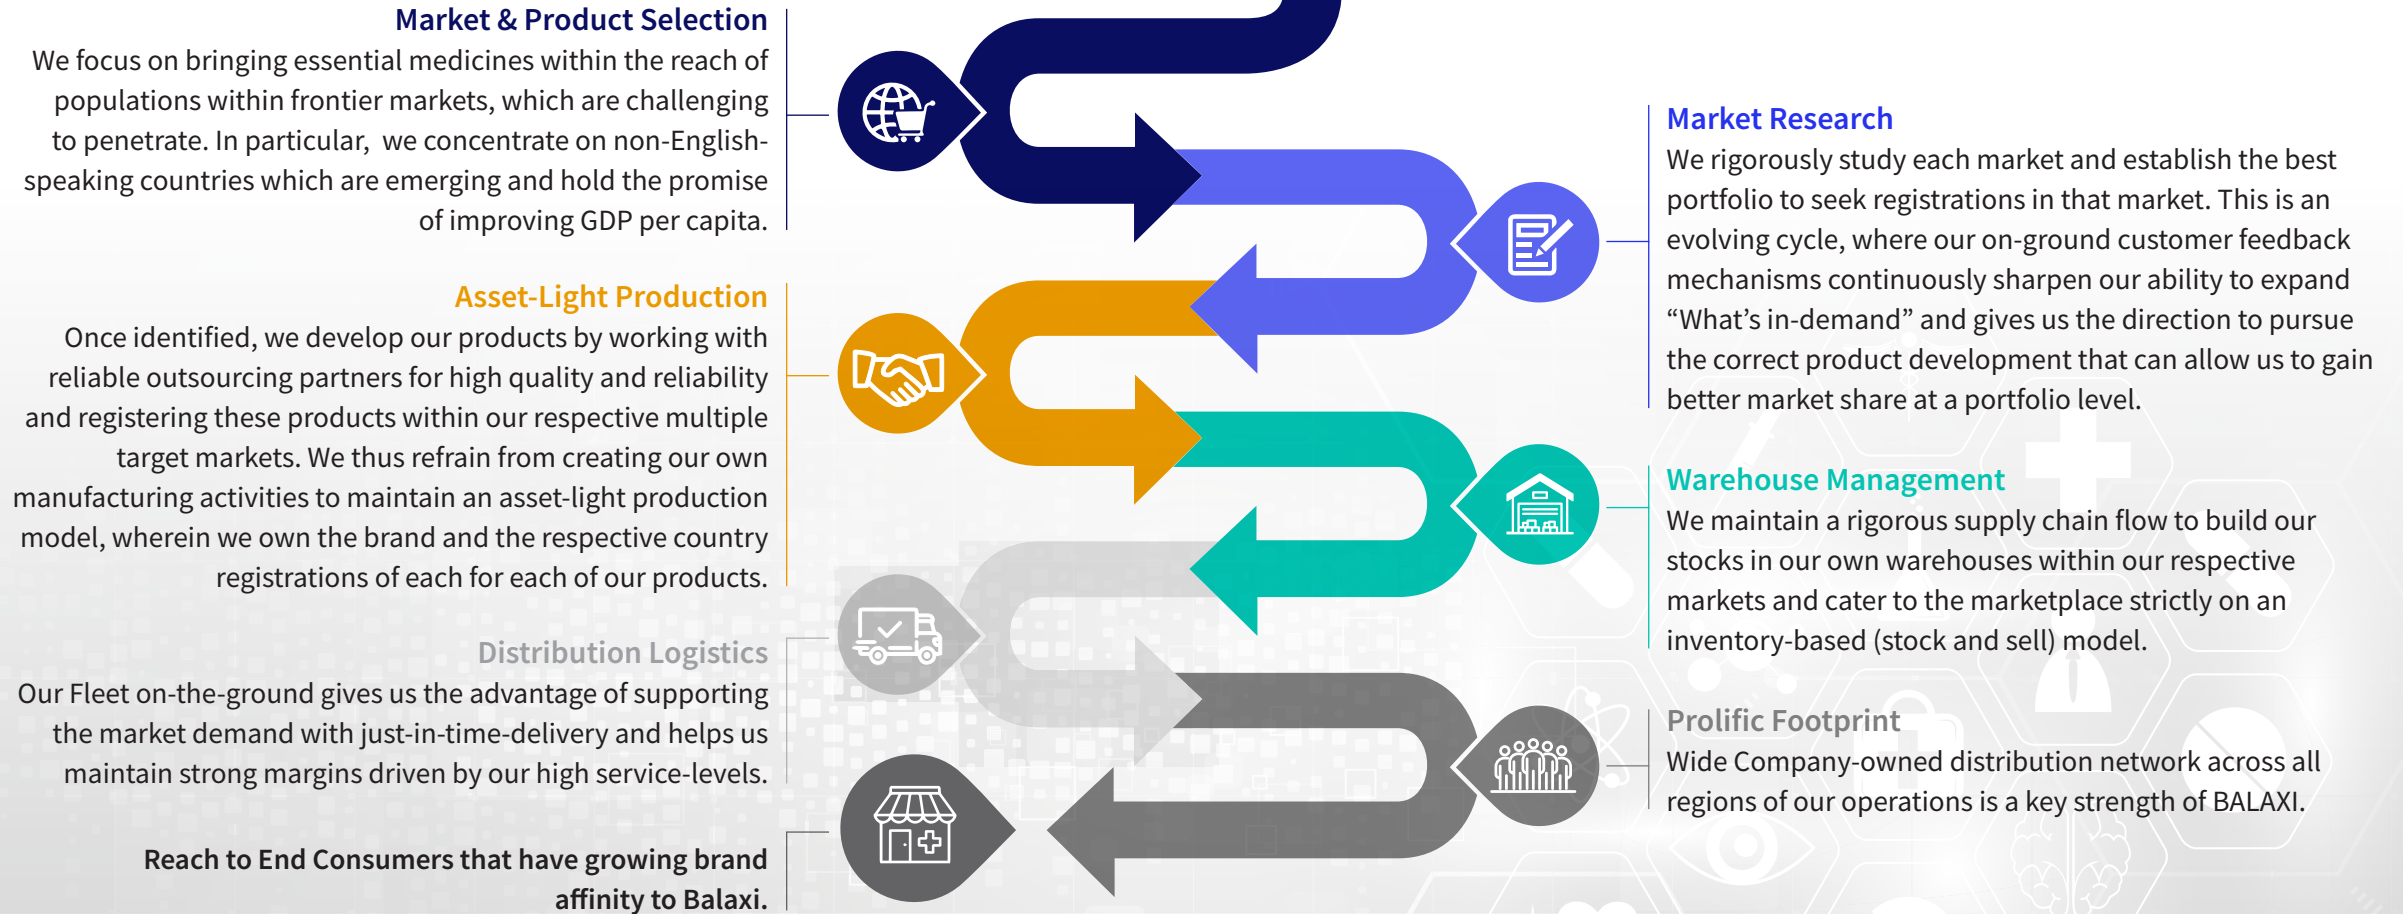 Market & Product Selection
We focus on bringing essential medicines within the reach of
populations within frontier markets, which are challenging
to penetrate. In particular, we concentrate on non-English-
speaking countries which are emerging and hold the promise
of improving GDP per capita.
Market Research
We rigorously study each market and establish the best
portfolio to seek registrations in that market. This is an
evolving cycle, where our on-ground customer feedback
mechanisms continuously sharpen our ability to expand
“What’s in-demand” and gives us the direction to pursue
the correct product development that can allow us to gain
better market share at a portfolio level.
Asset-Light Production
Once identified, we develop our products by working with
reliable outsourcing partners for high quality and reliability
and registering these products within our respective multiple
target markets. We thus refrain from creating our own
manufacturing activities to maintain an asset-light production
model, wherein we own the brand and the respective country
registrations of each for each of our products.
Warehouse Management
We maintain a rigorous supply chain flow to build our
stocks in our own warehouses within our respective
markets and cater to the marketplace strictly on an
inventory-based (stock and sell) model.
Distribution Logistics
Our Fleet on-the-ground gives us the advantage of supporting
the market demand with just-in-time-delivery and helps us
maintain strong margins driven by our high service-levels.
Prolific Footprint
Wide Company-owned distribution network across all
regions of our operations is a key strength of BALAXI.
Reach to End Consumers that have growing brand
affinity to Balaxi.